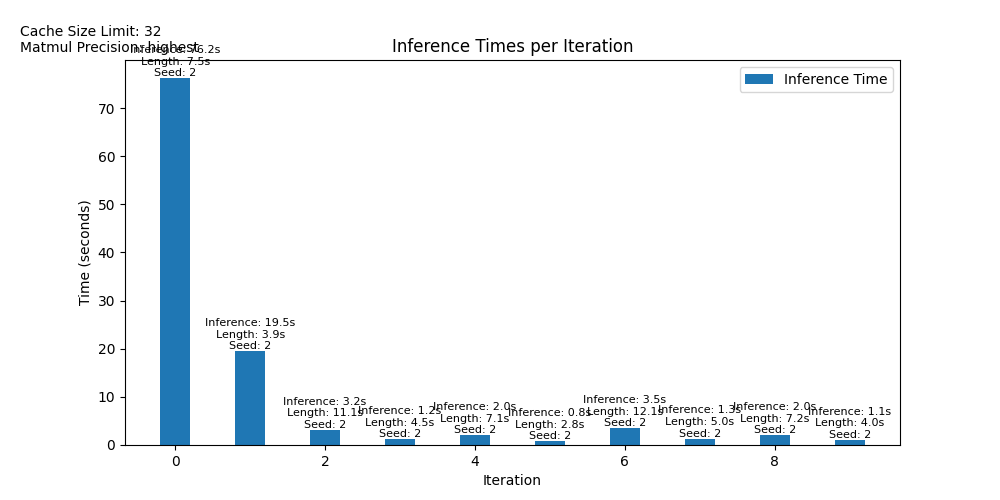 Cache Size Limit: 32
Matmul Precision: highest
Inference Times per Iteration
Inference: 76.2s
Length: 7.5s
Seed: 2
Inference Time
Time (seconds)
70
60
50
40
30
20
10
0
Inference: 19.5s
Length: 3.9s
Seed: 2
Inference: 3.2s
Length: 11.1s
Seed: 2
Inference: 1.2s
Length: 4.5s
Seed: 2
Inference: 2.0s
Length: 7.1s
Seed: 2
Inference: 0.8s
Length: 2.8s
Seed: 2
Inference: 3.5s
Length: 12.1s
Seed: 2
Inference: 1.3s
Length: 5.0s
Seed: 2
Inference: 2.0s
Length: 7.2s
Seed: 2
Inference: 1.1s
Length: 4.0s
Seed: 2
0
2
4
6
8
Iteration